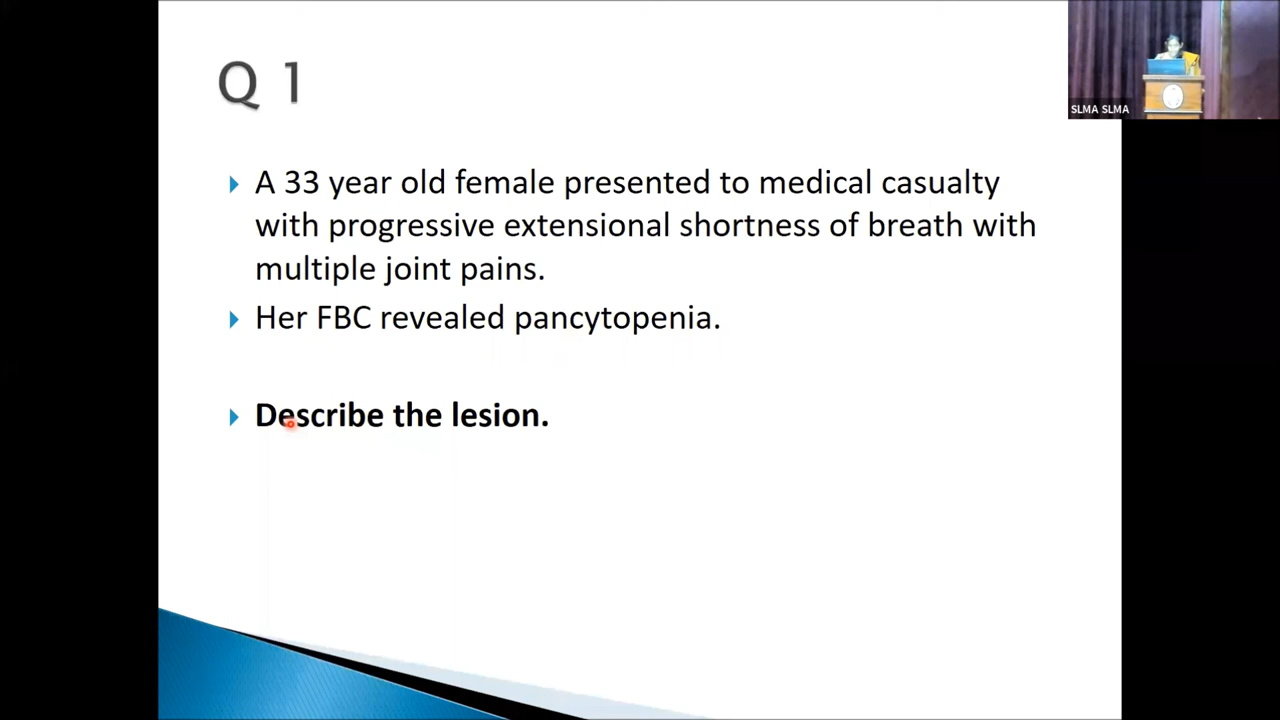 Q 1
SLMA SLMA
A 33 year old female presented to medical casualty
with progressive extensional shortness of breath with
multiple joint pains.
Her FBC revealed pancytopenia.
Describe the lesion.